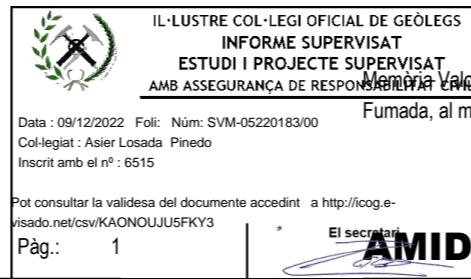 IL·LUSTRE COL·LEGI OFICIAL DE GEÒLEGS
INFORME SUPERVISAT
ESTUDI I PROJECTE SUPERVISAT
AMB ASSEGURANÇA DE RESPONSABILITAT CIVIL
Memòria Valo
Fumada, al m
Data : 09/12/2022 Foli: Núm: SVM-05220183/00
Col·legiat : Asier Losada Pinedo
Inscrit amb el nº : 6515
Pot consultar la validesa del documente accedint a http://icog.e-
visado.net/csv/KAONOUJU5FKY3
Pàg.: 1
El secretari
AMID